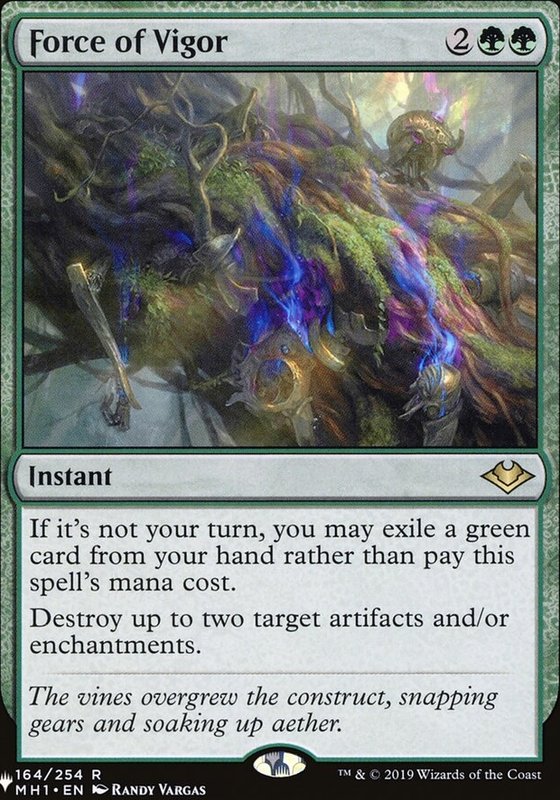 Force of Vigor 2
Instant
If it's not your turn, you may exile a green
card from your hand rather than pay this
spell's mana cost.
Destroy up to two target artifacts and/or
enchantments.
The vines overgrew the construct, snapping
gears and soaking up aether.
164/254 R
MH1 • EN Randy Vargas
™ & © 2019 Wizards of the Coast